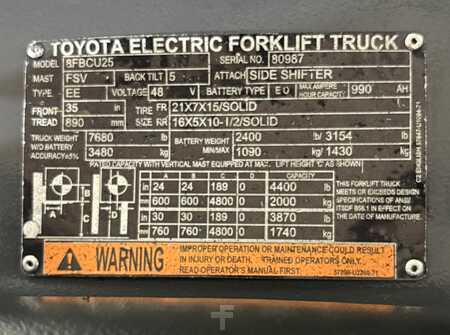 TOYOTA ELECTRIC FORKLIFT TRUCK
MODEL 8FBCU25 SERIAL NO. 80987
MAST FSV BACK TILT 5 ATTACH SIDE SHIFTER
TYPE EE VOLTAGE 48 V BATTERY TYPE EO MAX AMPERE HOUR CAPACITY 990 AH
FRONT 35 in TIRE FR 21X7X15/SOLID
TREAD 890 mm SIZE RR 16X5X10-1/2/SOLID
TRUCK WEIGHT 7680 lb BATTERY WEIGHT 2400 lb/ 3154 lb
W/O BATTERY
ACCURACY±5% 3480 kg MIN/MAX 1090 kg/ 1430 kg
RATED CAPACITY WITH VERTICAL MAST EQUIPPED AT MAX. LIFT HEIGHT (C) AS SHOWN
A B C D
in 24 24 189 0 4400 lb
mm 600 600 4800 0 2000 kg
in 30 30 189 0 3870 lb
mm 760 760 4800 0 1740 kg
THIS FORKLIFT TRUCK
MEETS OR EXCEEDS DESIGN
SPECIFICATIONS OF ANSI/
ITSDF B56.1 IN EFFECT ON
THE DATE OF MANUFACTURE.
WARNING
IMPROPER OPERATION OR MAINTENANCE COULD RESULT
IN INJURY OR DEATH. TRAINED OPERATORS ONLY.
READ OPERATOR'S MANUAL FIRST.